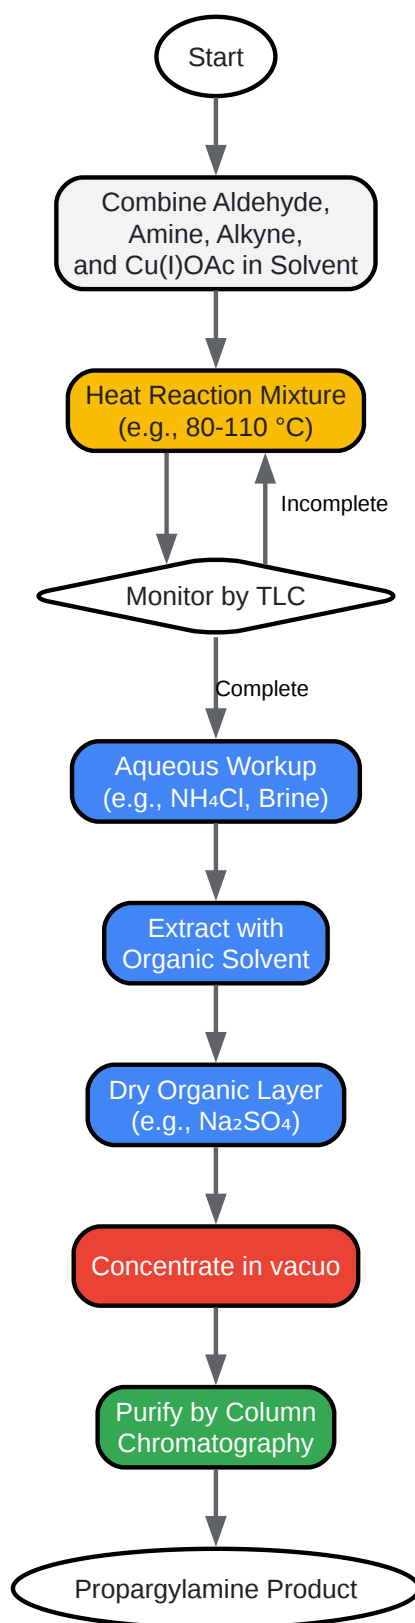 Start
Combine Aldehyde,
Amine, Alkyne,
and Cu(I)OAc in Solvent
Heat Reaction Mixture
(e.g., 80-110 °C)
Incomplete
Monitor by TLC
Complete
Aqueous Workup
(e.g., NH₄Cl, Brine)
Extract with
Organic Solvent
Dry Organic Layer
(e.g., Na₂SO₄)
Concentrate in vacuo
Purify by Column
Chromatography
Propargylamine Product